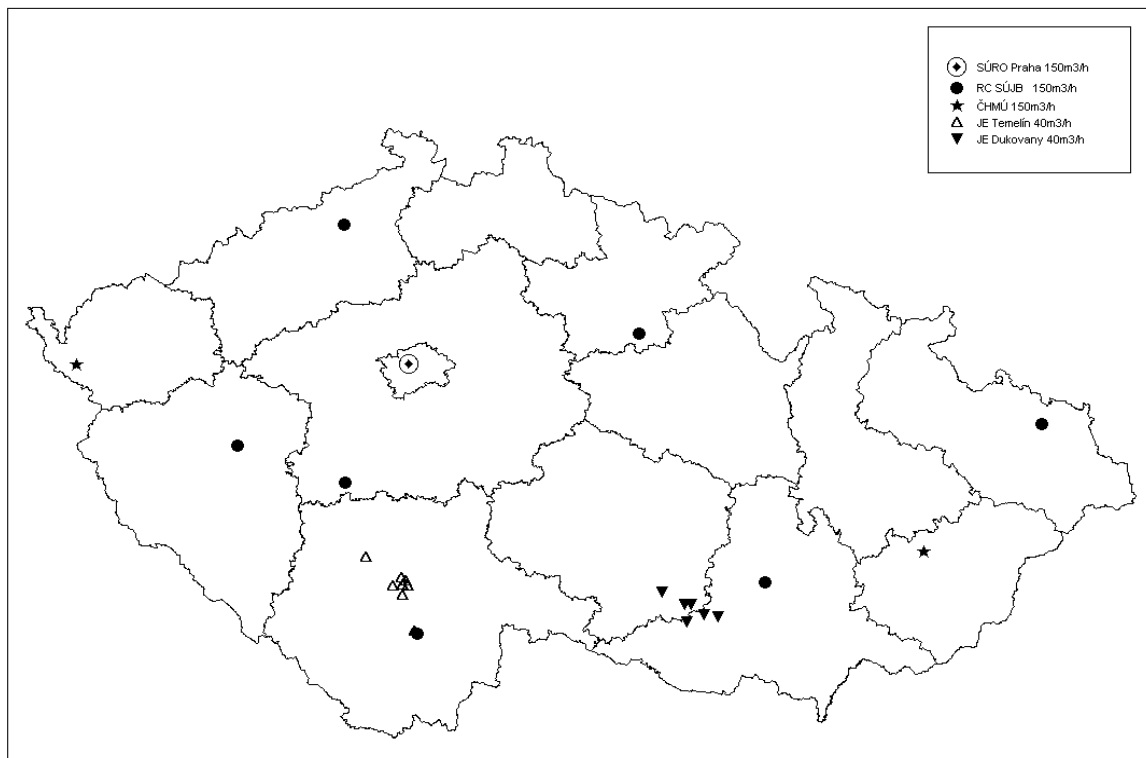 SÚRO Praha 150m3/h
RC SÚJB 150m3/h
ČHMÚ 150m3/h
JE Temelín 40m3/h
JE Dukovany 40m3/h